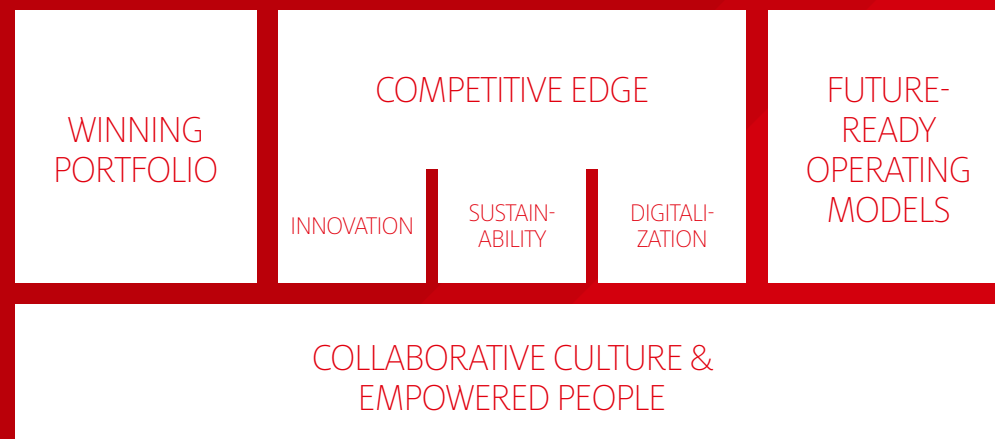 WINNING
PORTFOLIO
COMPETITIVE EDGE
INNOVATION
SUSTAIN-
ABILITY
DIGITALI-
ZATION
FUTURE-
READY
OPERATING
MODELS
COLLABORATIVE CULTURE &
EMPOWERED PEOPLE